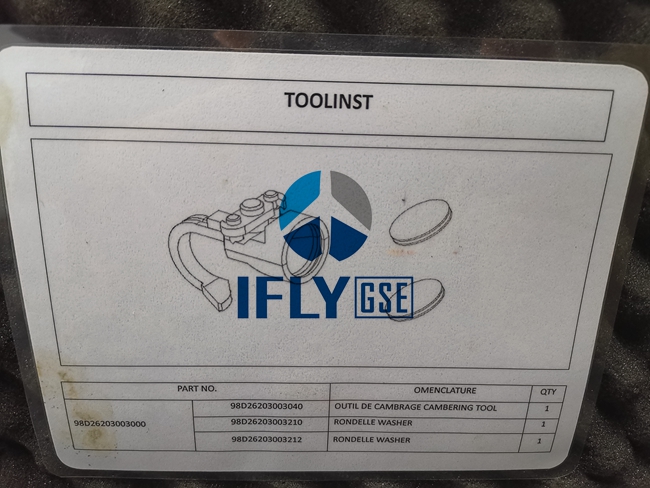 TOOLINST
IFLY GSE
PART NO. OMENCLATURE QTY
98D26203003000 98D26203003040 OUTIL DE CAMBRAGE CAMBERING TOOL 1
98D26203003210 RONDELLE WASHER 1
98D26203003212 RONDELLE WASHER 1